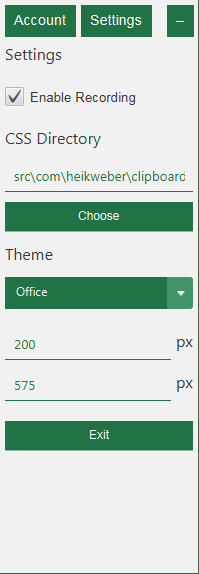 Account Settings –
Settings
Enable Recording
CSS Directory
src\com\heikweber\clipboard
Choose
Theme
Office
200 px
575 px
Exit